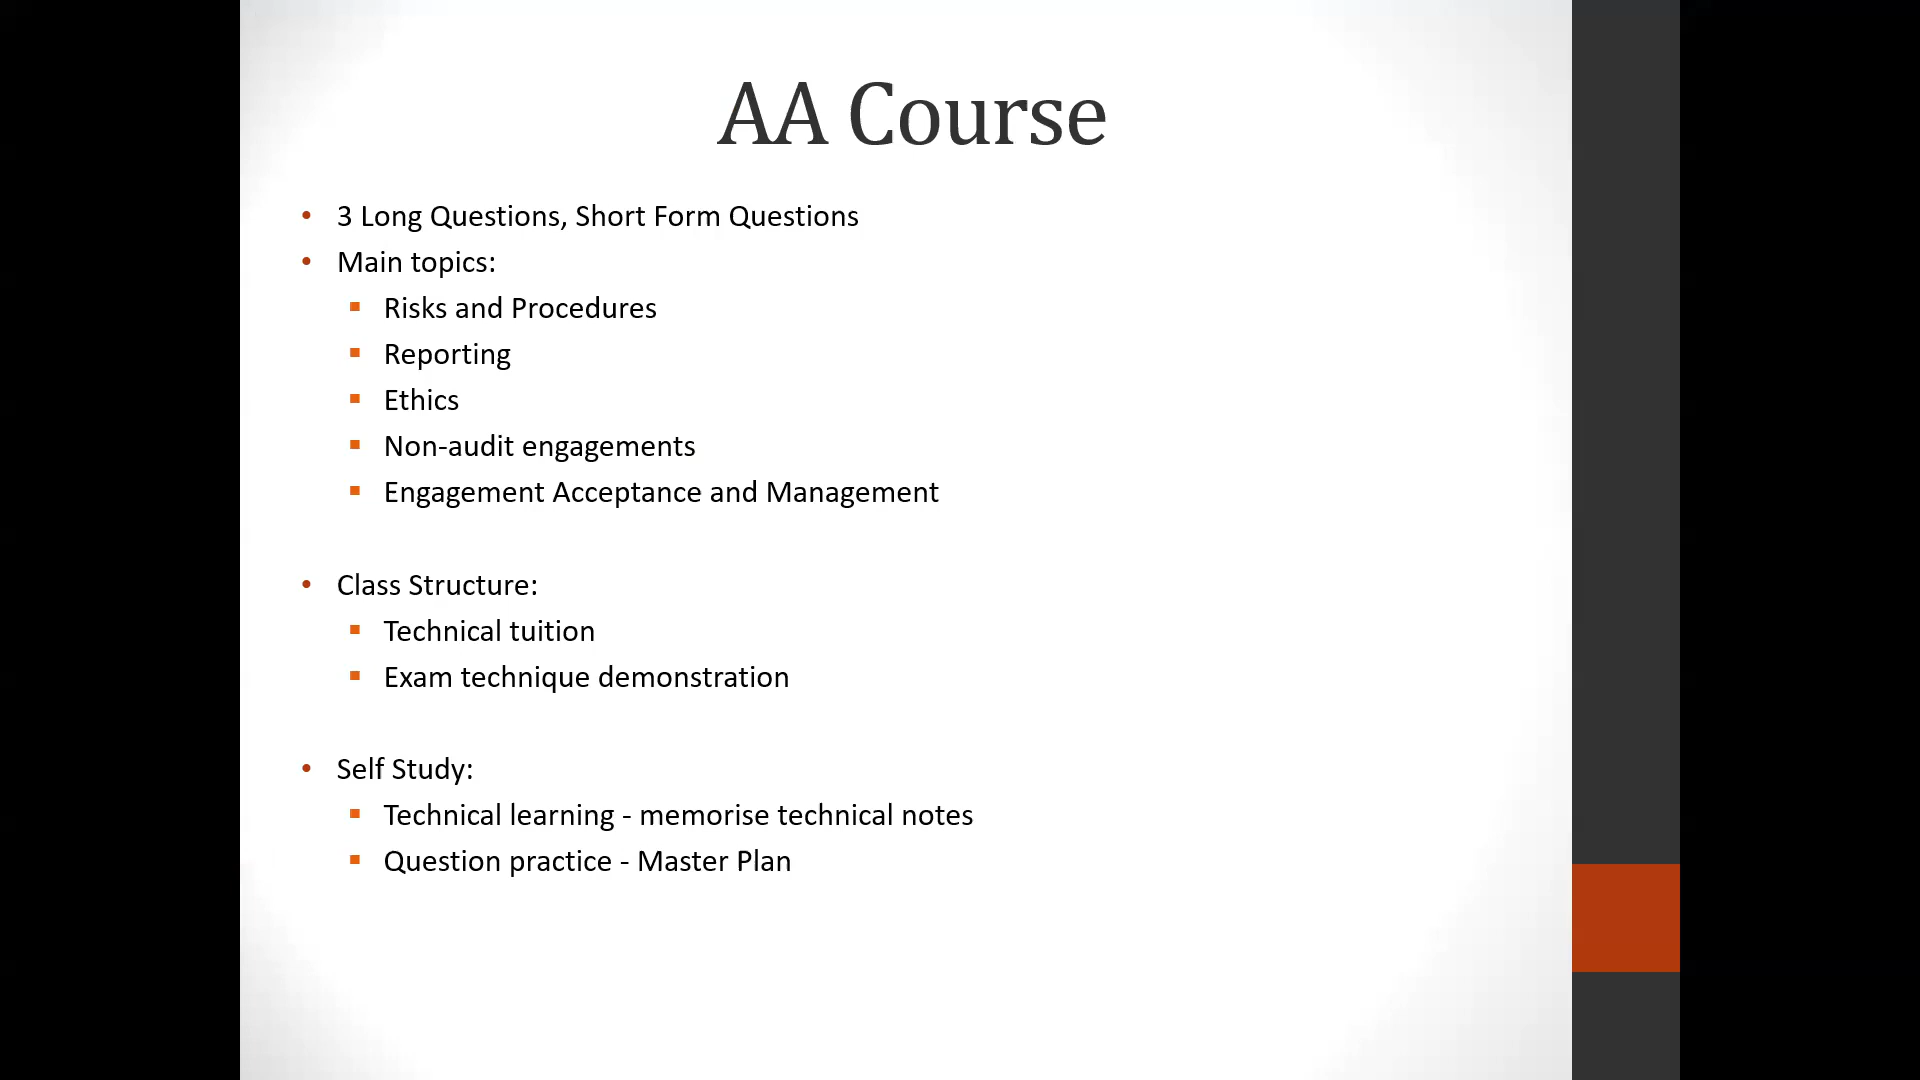 AA Course
• 3 Long Questions, Short Form Questions
• Main topics:
▪ Risks and Procedures
▪ Reporting
▪ Ethics
▪ Non-audit engagements
▪ Engagement Acceptance and Management
• Class Structure:
▪ Technical tuition
▪ Exam technique demonstration
• Self Study:
▪ Technical learning - memorise technical notes
▪ Question practice - Master Plan